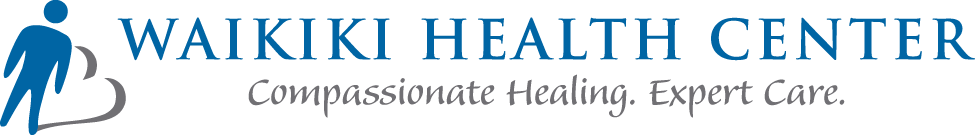 WAIKIKI HEALTH CENTER
Compassionate Healing. Expert Care.